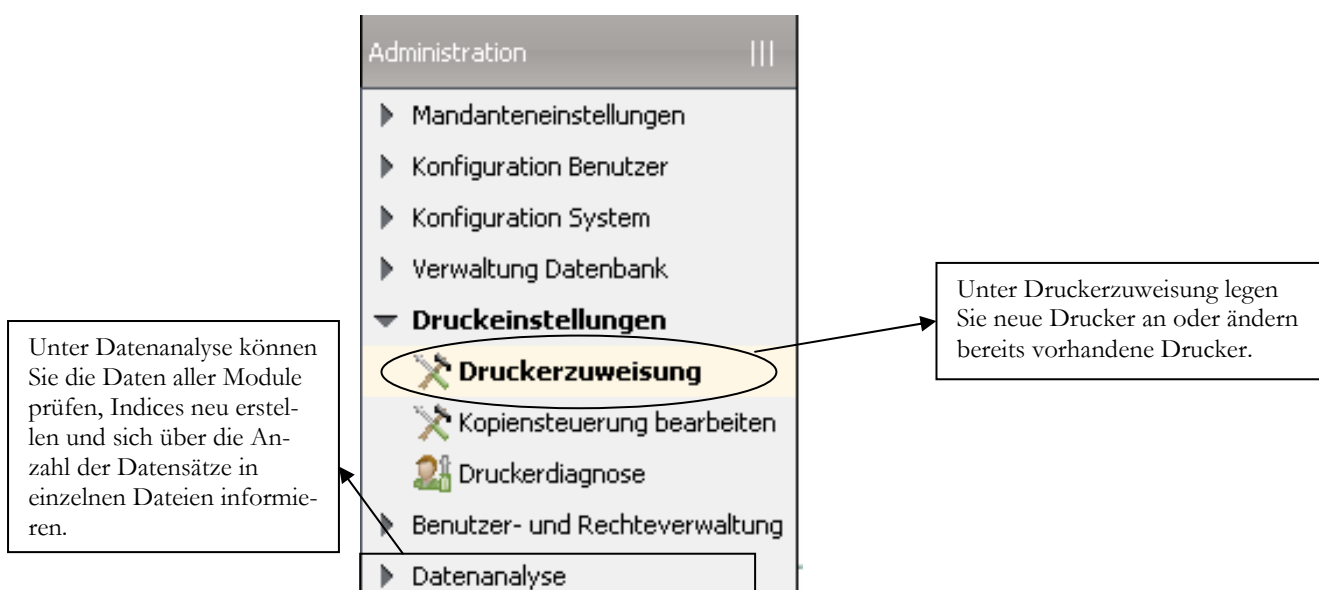 Administration
Mandanteneinstellungen
Konfiguration Benutzer
Konfiguration System
Verwaltung Datenbank
Druckeinstellungen
Druckerzuweisung
Kopiensteuerung bearbeiten
Druckerdiagnose
Benutzer- und Rechteverwaltung
Datenanalyse
Unter Datenanalyse können
Sie die Daten aller Module
prüfen, Indices neu erstel-
len und sich über die An-
zahl der Datensätze in
einzelnen Dateien informie-
ren.
Unter Druckerzuweisung legen
Sie neue Drucker an oder ändern
bereits vorhandene Drucker.